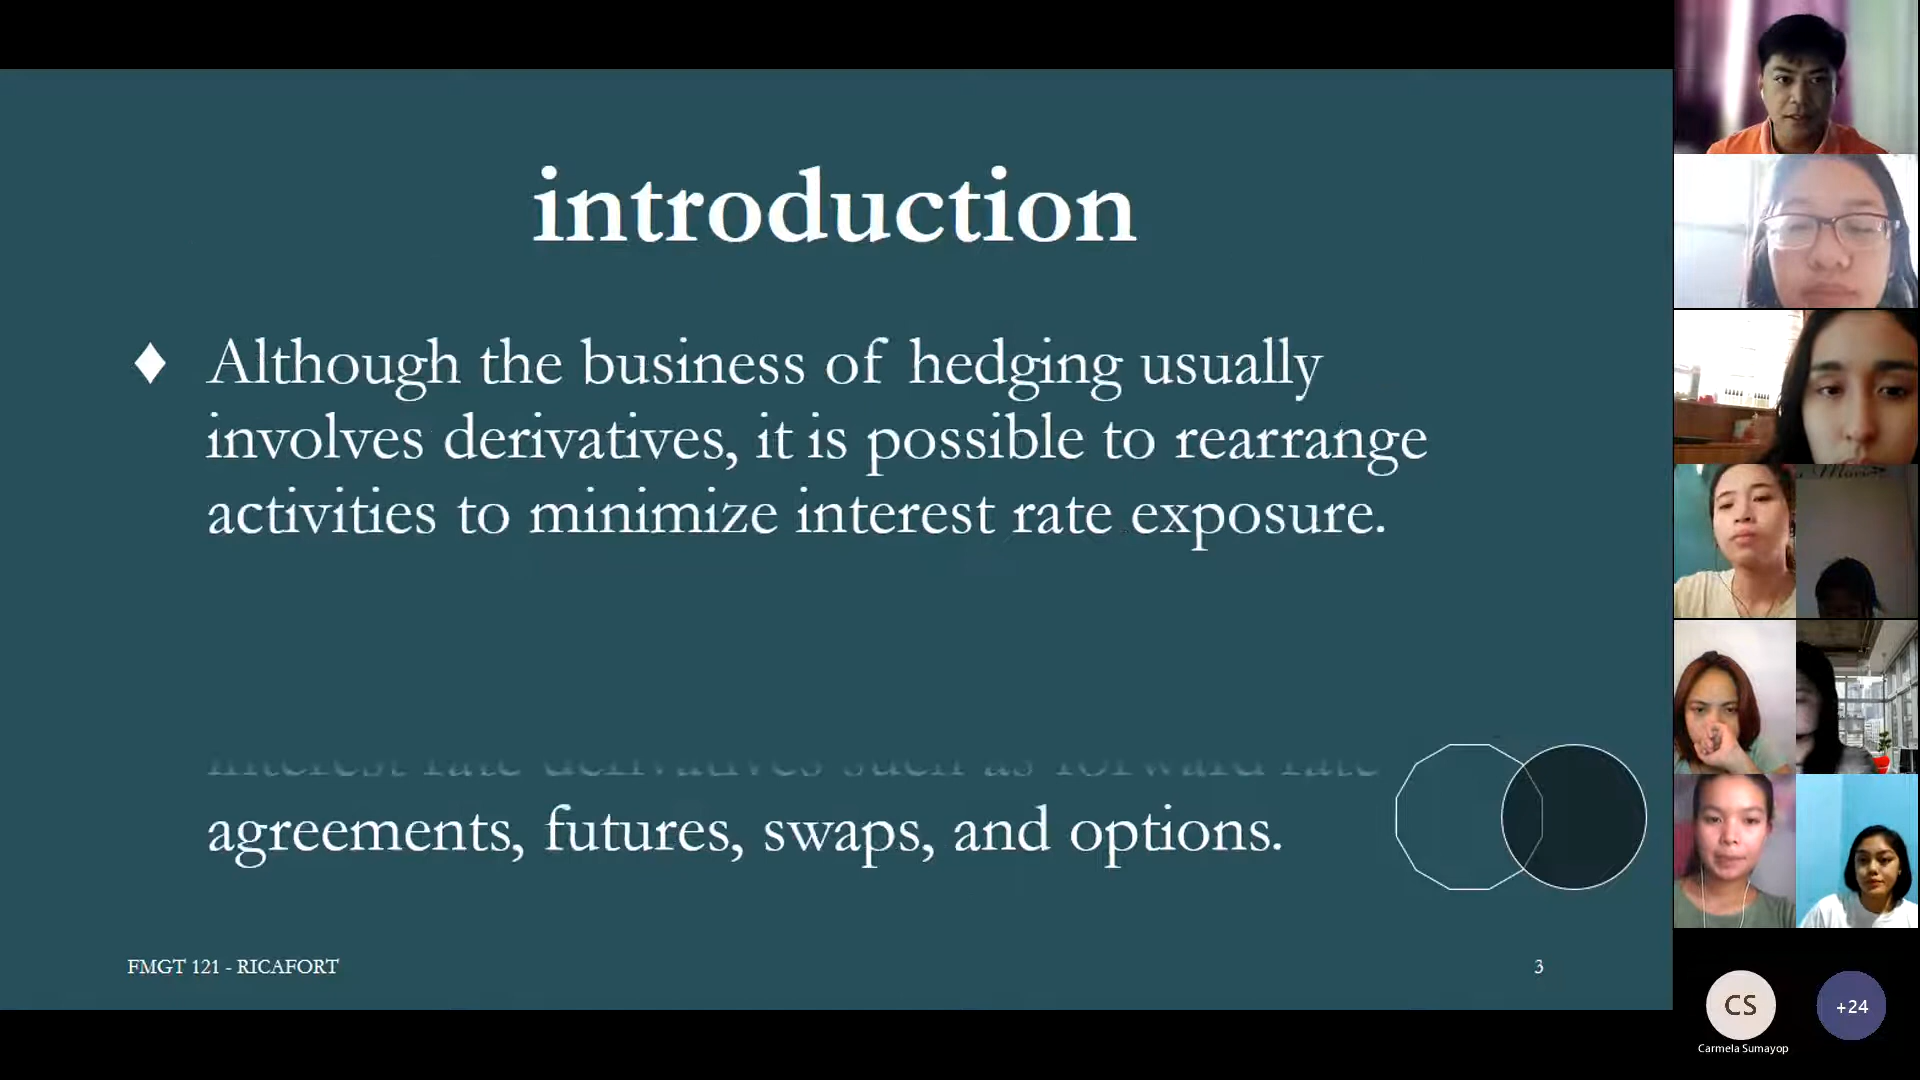 introduction
♦ Although the business of hedging usually
involves derivatives, it is possible to rearrange
activities to minimize interest rate exposure.
interest rate derivatives such as forward rate
agreements, futures, swaps, and options.
FMGT 121 - RICAFORT
3
CS
+24
Carmela Sumayop